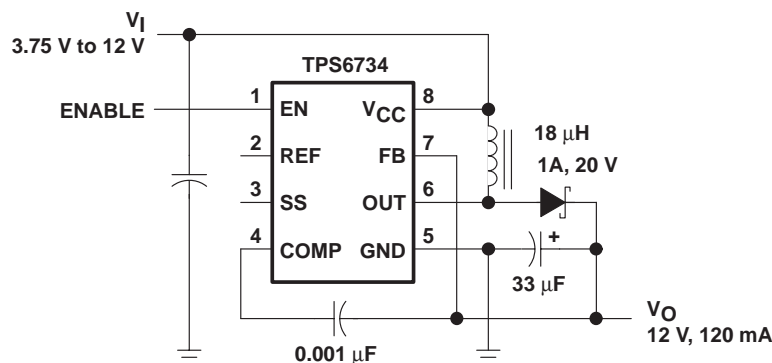 VI
3.75 V to 12 V
TPS6734
ENABLE
1
EN
VCC
8
2
REF
FB
7
18 µH
1A, 20 V
3
SS
OUT
6
4
COMP
GND
5
+
33 µF
0.001 µF
VO
12 V, 120 mA